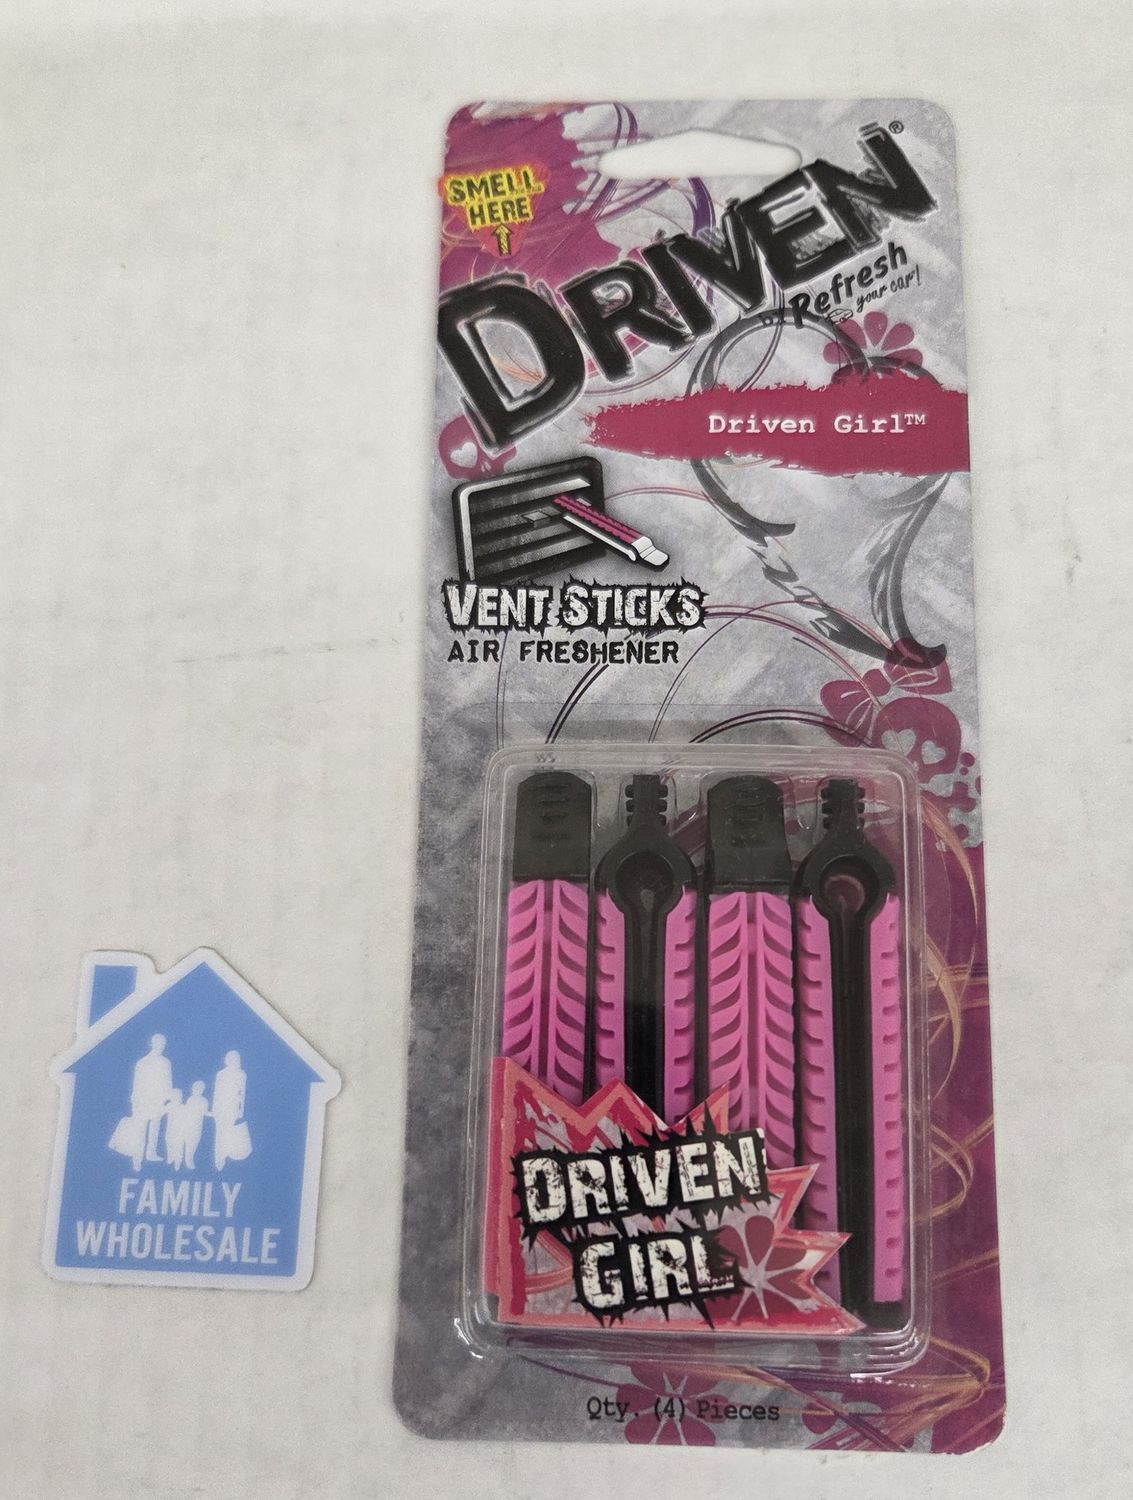 SMELL
HERE
DRIVEN®
by Refresh
your car!
Driven Girl™
VENT STICKS
AIR FRESHENER
DRIVEN
GIRL
Qty. (4) Pieces
FAMILY
WHOLESALE